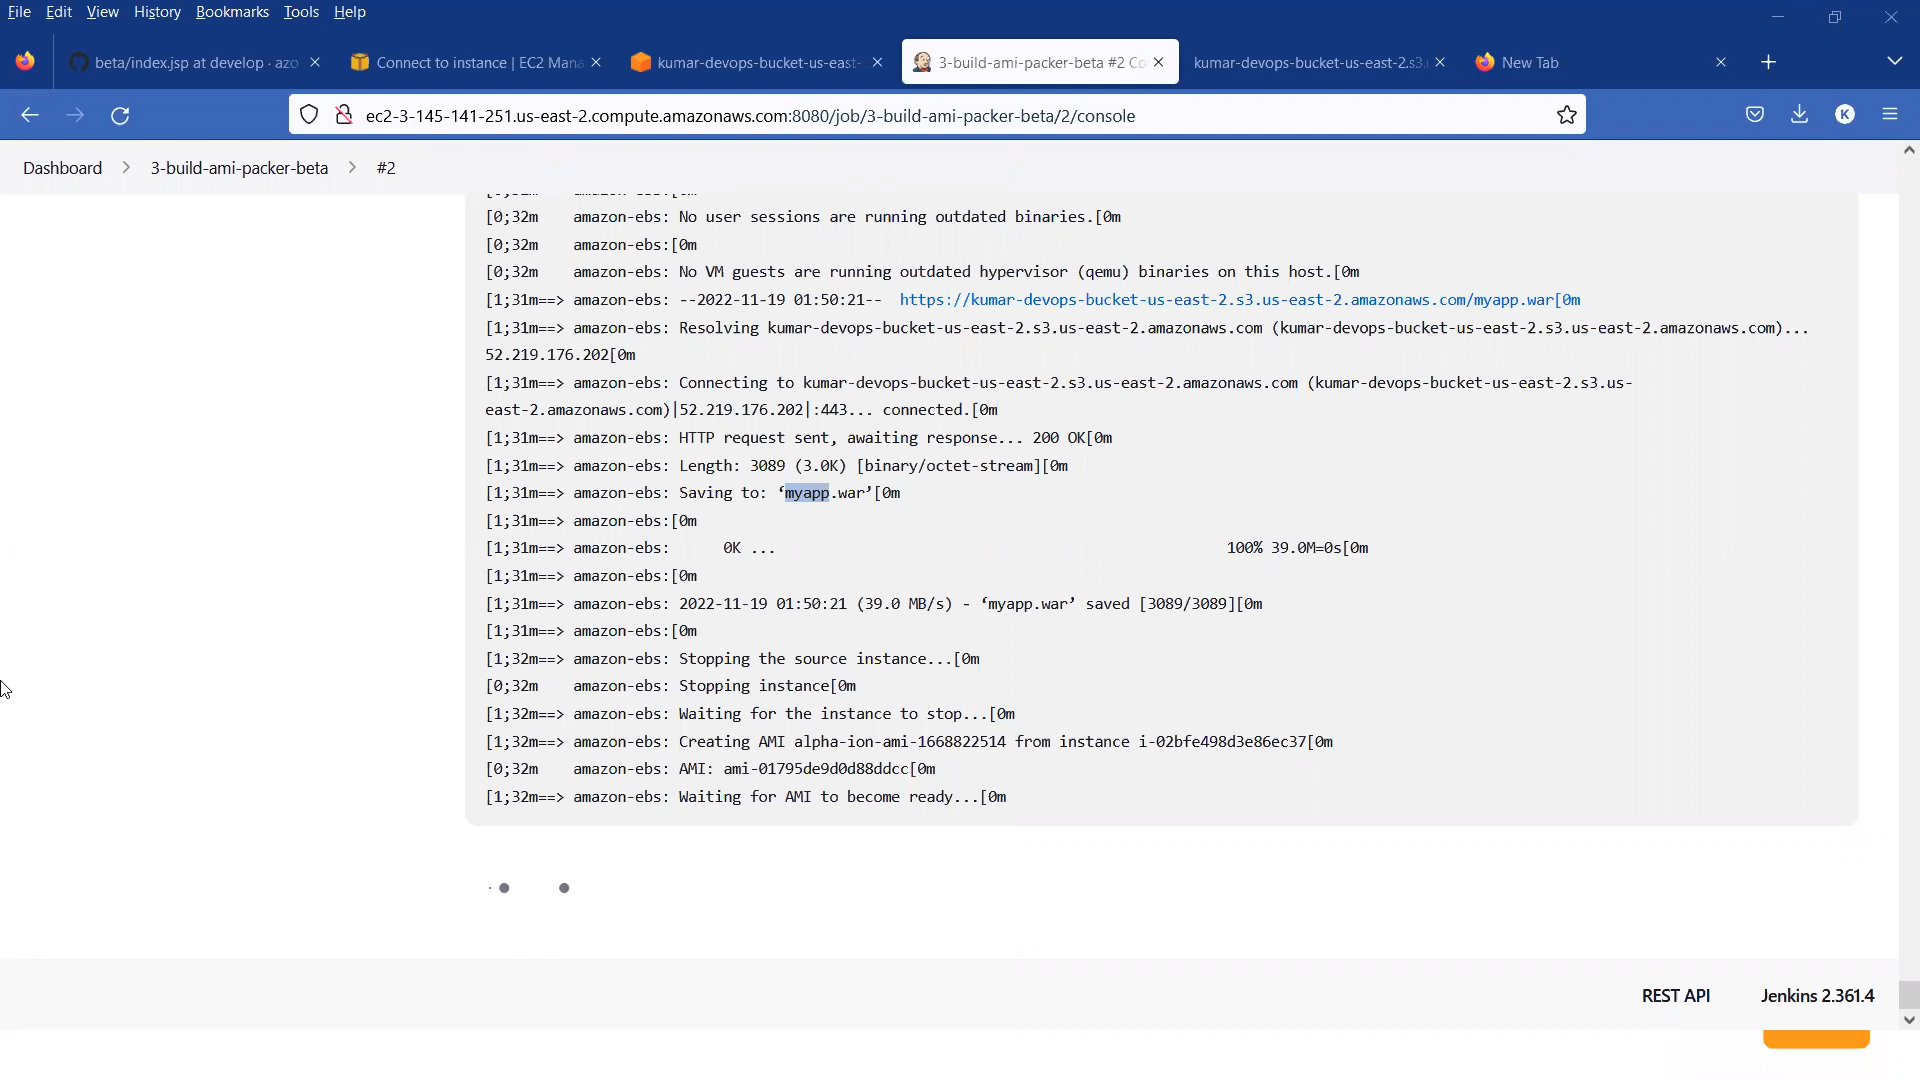 File Edit View History Bookmarks Tools Help
beta/index.jsp at develop · azo
Connect to instance | EC2 Mana
kumar-devops-bucket-us-east-
3-build-ami-packer-beta #2 Co
kumar-devops-bucket-us-east-2.s3.
New Tab
ec2-3-145-141-251.us-east-2.compute.amazonaws.com:8080/job/3-build-ami-packer-beta/2/console
K
Dashboard 3-build-ami-packer-beta #2
[0;32m    amazon-ebs: No user sessions are running outdated binaries.[0m
[0;32m    amazon-ebs:[0m
[0;32m    amazon-ebs: No VM guests are running outdated hypervisor (qemu) binaries on this host.[0m
[1;31m==> amazon-ebs: --2022-11-19 01:50:21--  https://kumar-devops-bucket-us-east-2.s3.us-east-2.amazonaws.com/myapp.war[0m
[1;31m==> amazon-ebs: Resolving kumar-devops-bucket-us-east-2.s3.us-east-2.amazonaws.com (kumar-devops-bucket-us-east-2.s3.us-east-2.amazonaws.com)...
52.219.176.202[0m
[1;31m==> amazon-ebs: Connecting to kumar-devops-bucket-us-east-2.s3.us-east-2.amazonaws.com (kumar-devops-bucket-us-east-2.s3.us-
east-2.amazonaws.com)|52.219.176.202|:443... connected.[0m
[1;31m==> amazon-ebs: HTTP request sent, awaiting response... 200 OK[0m
[1;31m==> amazon-ebs: Length: 3089 (3.0K) [binary/octet-stream][0m
[1;31m==> amazon-ebs: Saving to: ‘myapp.war’[0m
[1;31m==> amazon-ebs:[0m
[1;31m==> amazon-ebs:      0K ...                                                   100% 39.0M=0s[0m
[1;31m==> amazon-ebs:[0m
[1;31m==> amazon-ebs: 2022-11-19 01:50:21 (39.0 MB/s) - ‘myapp.war’ saved [3089/3089][0m
[1;31m==> amazon-ebs:[0m
[1;32m==> amazon-ebs: Stopping the source instance...[0m
[0;32m    amazon-ebs: Stopping instance[0m
[1;32m==> amazon-ebs: Waiting for the instance to stop...[0m
[1;32m==> amazon-ebs: Creating AMI alpha-ion-ami-1668822514 from instance i-02bfe498d3e86ec37[0m
[0;32m    amazon-ebs: AMI: ami-01795de9d0d88ddcc[0m
[1;32m==> amazon-ebs: Waiting for AMI to become ready...[0m
REST API Jenkins 2.361.4